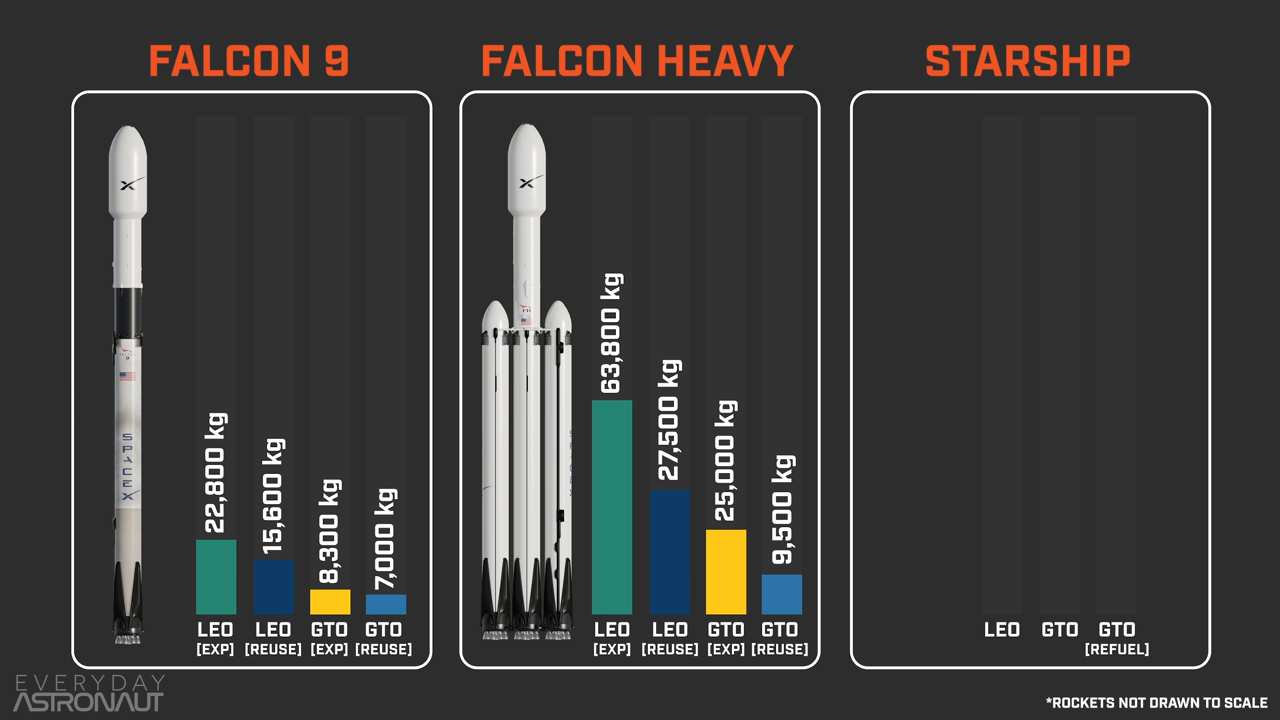 FALCON 9
22,800 kg
15,600 kg
8,300 kg
7,000 kg
LEO
[EXP]
LEO
[REUSE]
GTO
[EXP]
GTO
[REUSE]
SPACEX
9
FALCON HEAVY
63,800 kg
27,500 kg
25,000 kg
9,500 kg
LEO
[EXP]
LEO
[REUSE]
GTO
[EXP]
GTO
[REUSE]
STARSHIP
LEO
GTO
GTO
[REFUEL]
EVERYDAY
ASTRONAUT
*ROCKETS NOT DRAWN TO SCALE